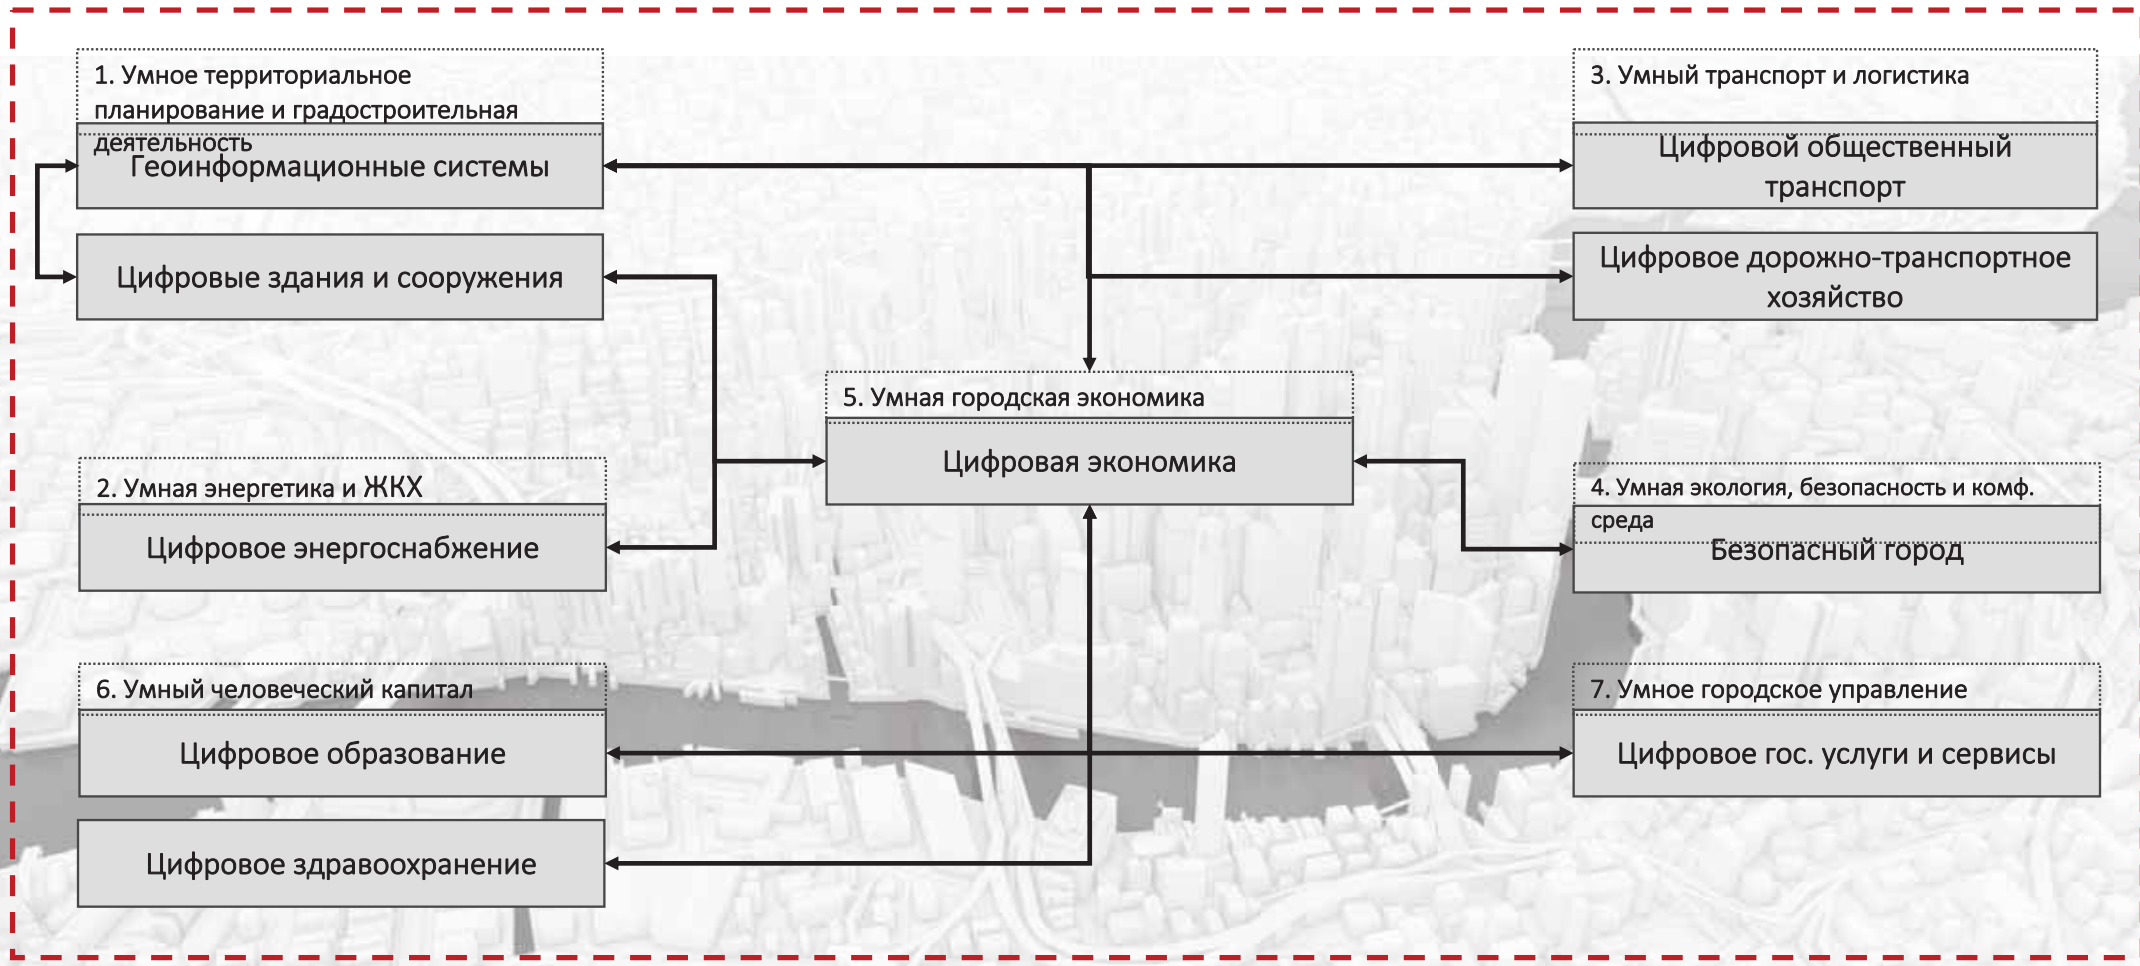 1. Умное территориальное
планирование и градостроительная
деятельность
Геоинформационные системы
Цифровые здания и сооружения
3. Умный транспорт и логистика
Цифровой общественный
транспорт
Цифровое дорожно-транспортное
хозяйство
5. Умная городская экономика
Цифровая экономика
2. Умная энергетика и ЖКХ
Цифровое энергоснабжение
4. Умная экология, безопасность и комф.
среда
Безопасный город
6. Умный человеческий капитал
Цифровое образование
Цифровое здравоохранение
7. Умное городское управление
Цифровое гос. услуги и сервисы